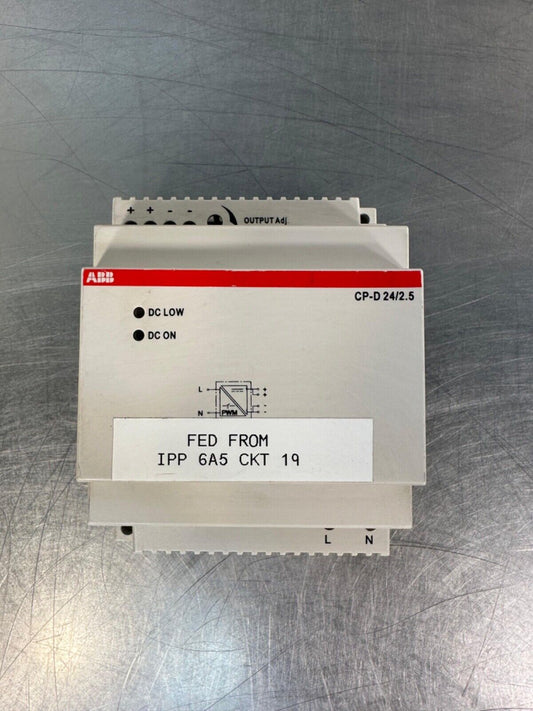 + + - - OUTPUT Adj.
ABB
CP-D 24/2.5
DC LOW
DC ON
L +
+
-
N PWM -
FED FROM
IPP 6A5 CKT 19
L N